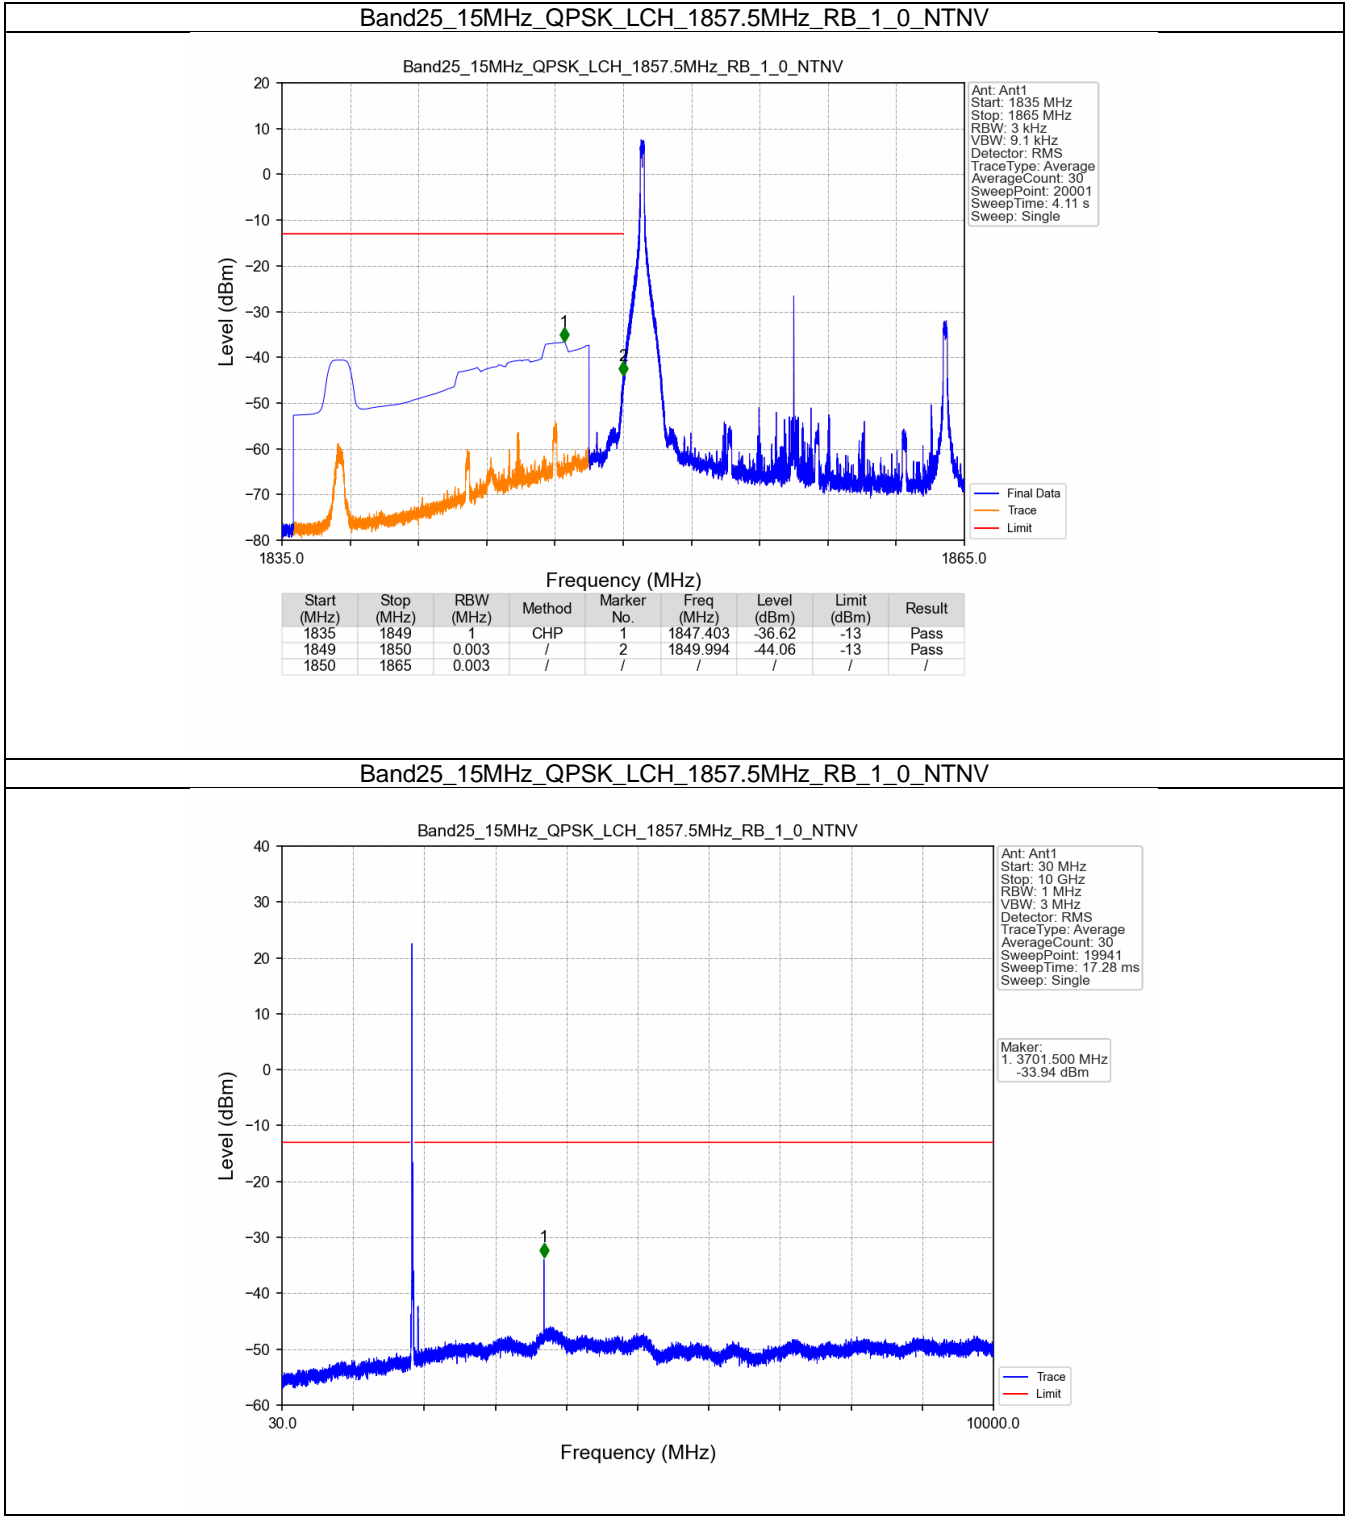 Band25_15MHz_QPSK_LCH_1857.5MHz_RB_1_0_NTNV
Band25_15MHz_QPSK_LCH_1857.5MHz_RB_1_0_NTNV
20
10
0
−10
−20
−30
−40
−50
−60
−70
−80
Level (dBm)
1
2
1835.0
1865.0
Frequency (MHz)
Ant: Ant1
Start: 1835 MHz
Stop: 1865 MHz
RBW: 3 kHz
VBW: 9.1 kHz
Detector: RMS
TraceType: Average
AverageCount: 30
SweepPoint: 20001
SweepTime: 4.11 s
Sweep: Single
Final Data
Trace
Limit
Start (MHz) Stop (MHz) RBW (MHz) Method Marker No. Freq (MHz) Level (dBm) Limit (dBm) Result
1835 1849 1 CHP 1 1847.403 -36.62 -13 Pass
1849 1850 0.003 / 2 1849.994 -44.06 -13 Pass
1850 1865 0.003 / / / / / /
Band25_15MHz_QPSK_LCH_1857.5MHz_RB_1_0_NTNV
Band25_15MHz_QPSK_LCH_1857.5MHz_RB_1_0_NTNV
40
30
20
10
0
−10
−20
−30
−40
−50
−60
Level (dBm)
1
30.0
10000.0
Frequency (MHz)
Ant: Ant1
Start: 30 MHz
Stop: 10 GHz
RBW: 1 MHz
VBW: 3 MHz
Detector: RMS
TraceType: Average
AverageCount: 30
SweepPoint: 19941
SweepTime: 17.28 ms
Sweep: Single
Maker:
1. 3701.500 MHz
-33.94 dBm
Trace
Limit